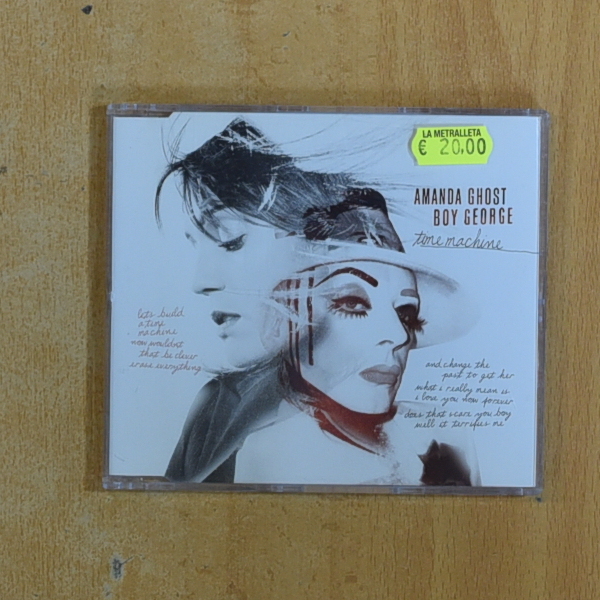 LA METRALLETA
€ 20,00
AMANDA GHOST
BOY GEORGE
time machine
lets build
a time
machine
now wouldnt
that be clever
erase everything
and change the
past to get her
what i really mean is
i love you now forever
does that scare you boy
well it terrifies me